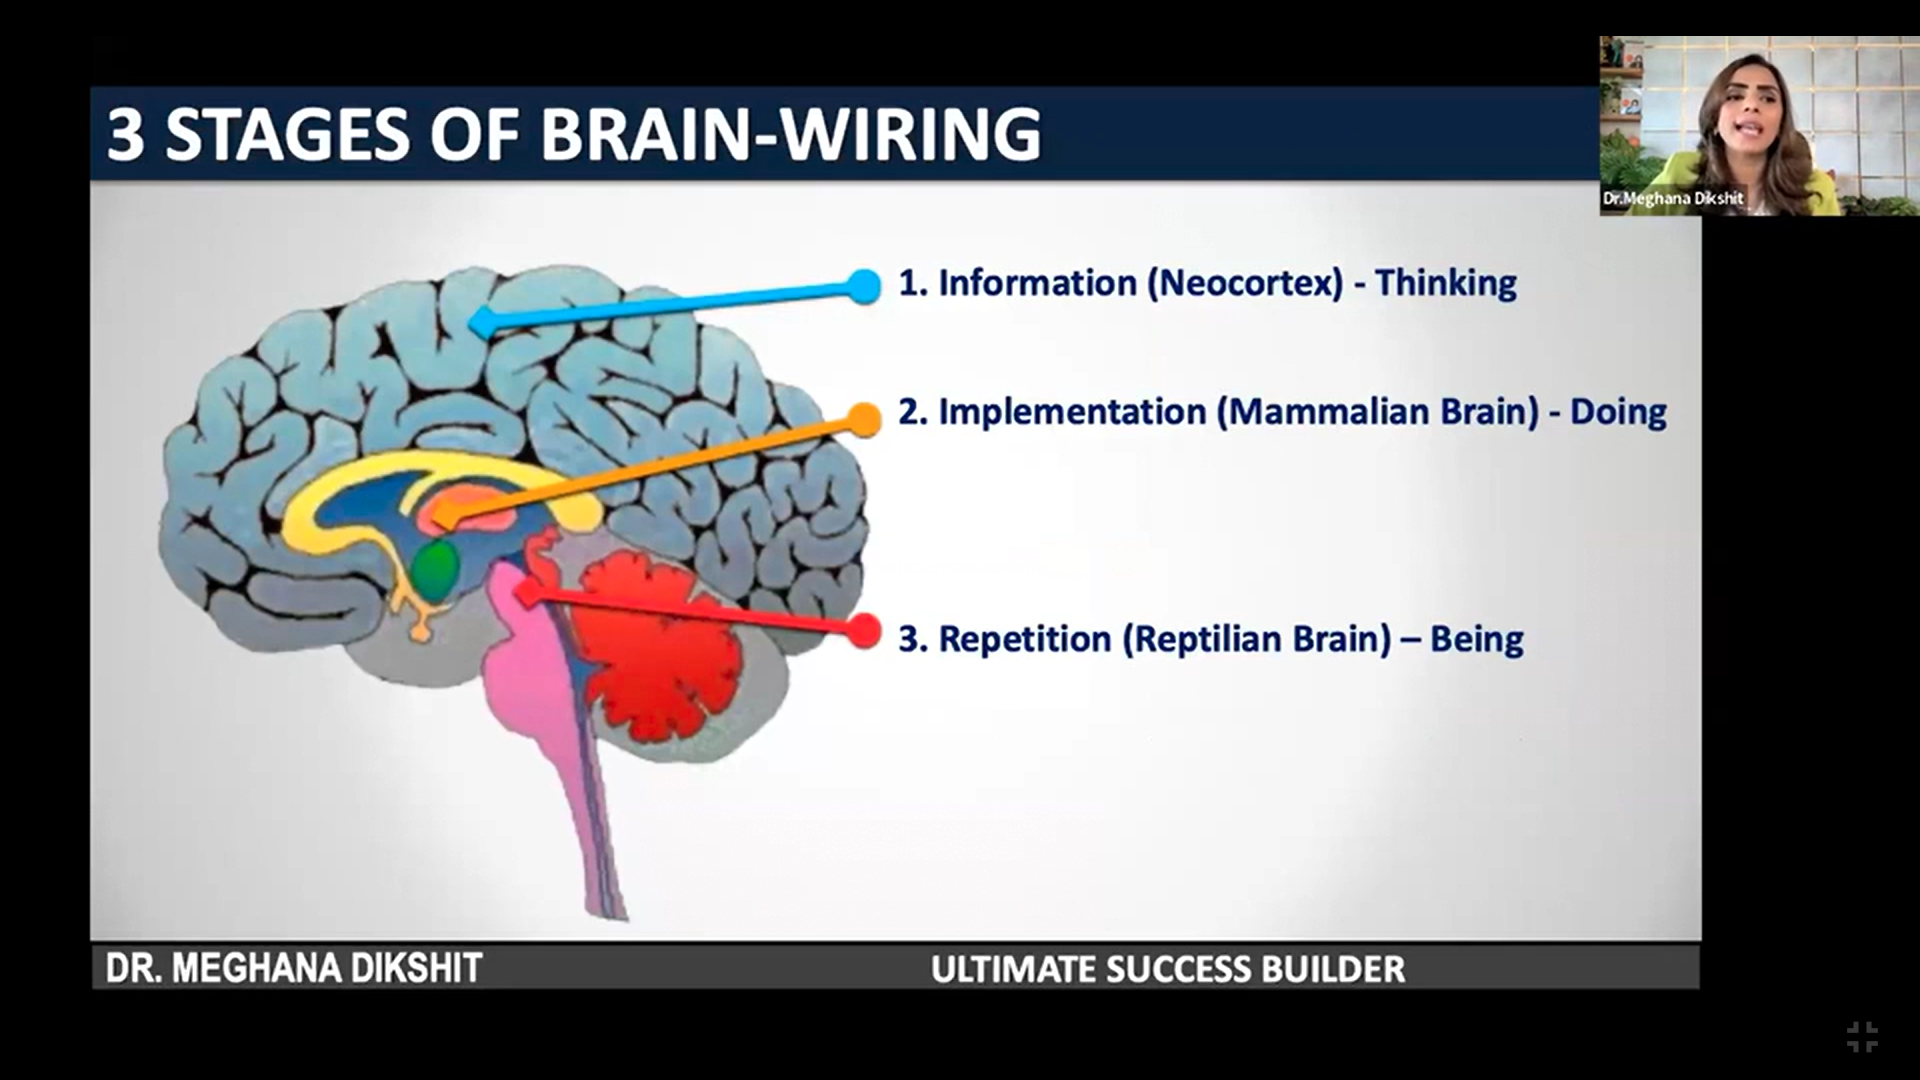 3 STAGES OF BRAIN-WIRING
Dr.Meghana Dikshit
1. Information (Neocortex) - Thinking
2. Implementation (Mammalian Brain) - Doing
3. Repetition (Reptilian Brain) – Being
DR. MEGHANA DIKSHIT
ULTIMATE SUCCESS BUILDER